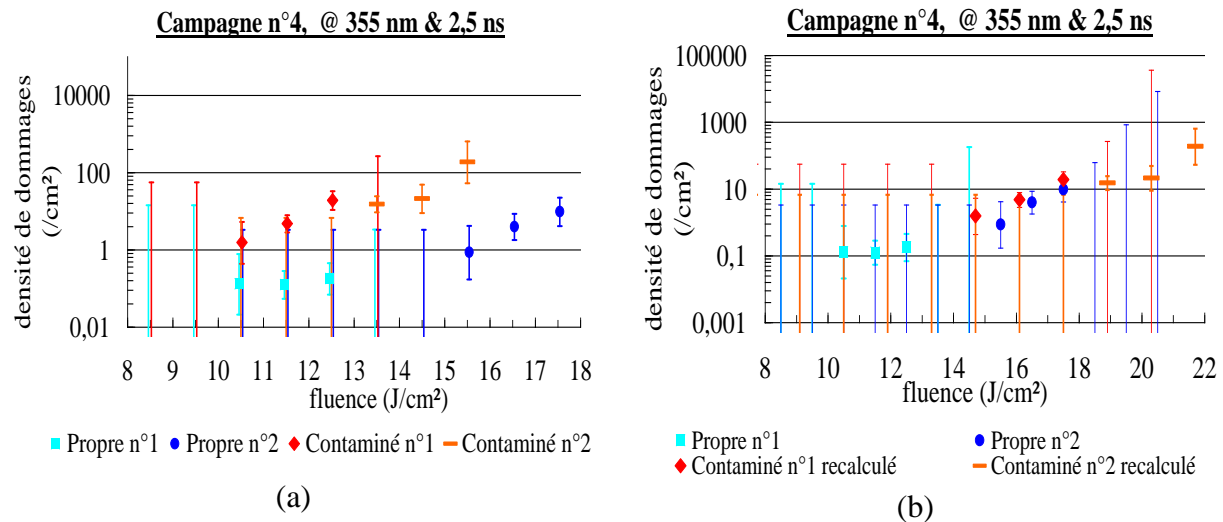 Campagne n°4, @ 355 nm & 2,5 ns
densité de dommages
(/cm²)
10000
100
1
0,01
8 9 10 11 12 13 14 15 16 17 18
fluence (J/cm²)
Propre n°1 Propre n°2 Contaminé n°1 Contaminé n°2
(a)
Campagne n°4, @ 355 nm & 2,5 ns
densité de dommages
(/cm²)
100000
1000
10
0,1
0,001
8 10 12 14 16 18 20 22
fluence (J/cm²)
Propre n°1 Propre n°2
Contaminé n°1 recalculé Contaminé n°2 recalculé
(b)